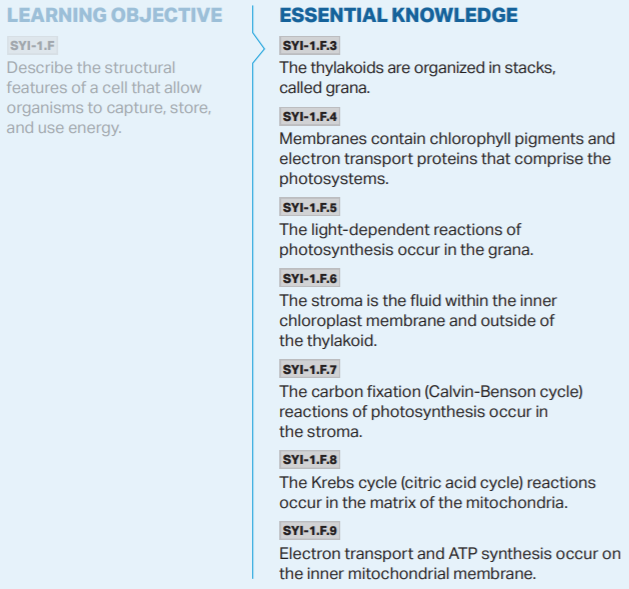 LEARNING OBJECTIVE
SYI-1.F
Describe the structural
features of a cell that allow
organisms to capture, store,
and use energy.
ESSENTIAL KNOWLEDGE
SYI-1.F.3
The thylakoids are organized in stacks,
called grana.
SYI-1.F.4
Membranes contain chlorophyll pigments and
electron transport proteins that comprise the
photosystems.
SYI-1.F.5
The light-dependent reactions of
photosynthesis occur in the grana.
SYI-1.F.6
The stroma is the fluid within the inner
chloroplast membrane and outside of
the thylakoid.
SYI-1.F.7
The carbon fixation (Calvin-Benson cycle)
reactions of photosynthesis occur in
the stroma.
SYI-1.F.8
The Krebs cycle (citric acid cycle) reactions
occur in the matrix of the mitochondria.
SYI-1.F.9
Electron transport and ATP synthesis occur on
the inner mitochondrial membrane.